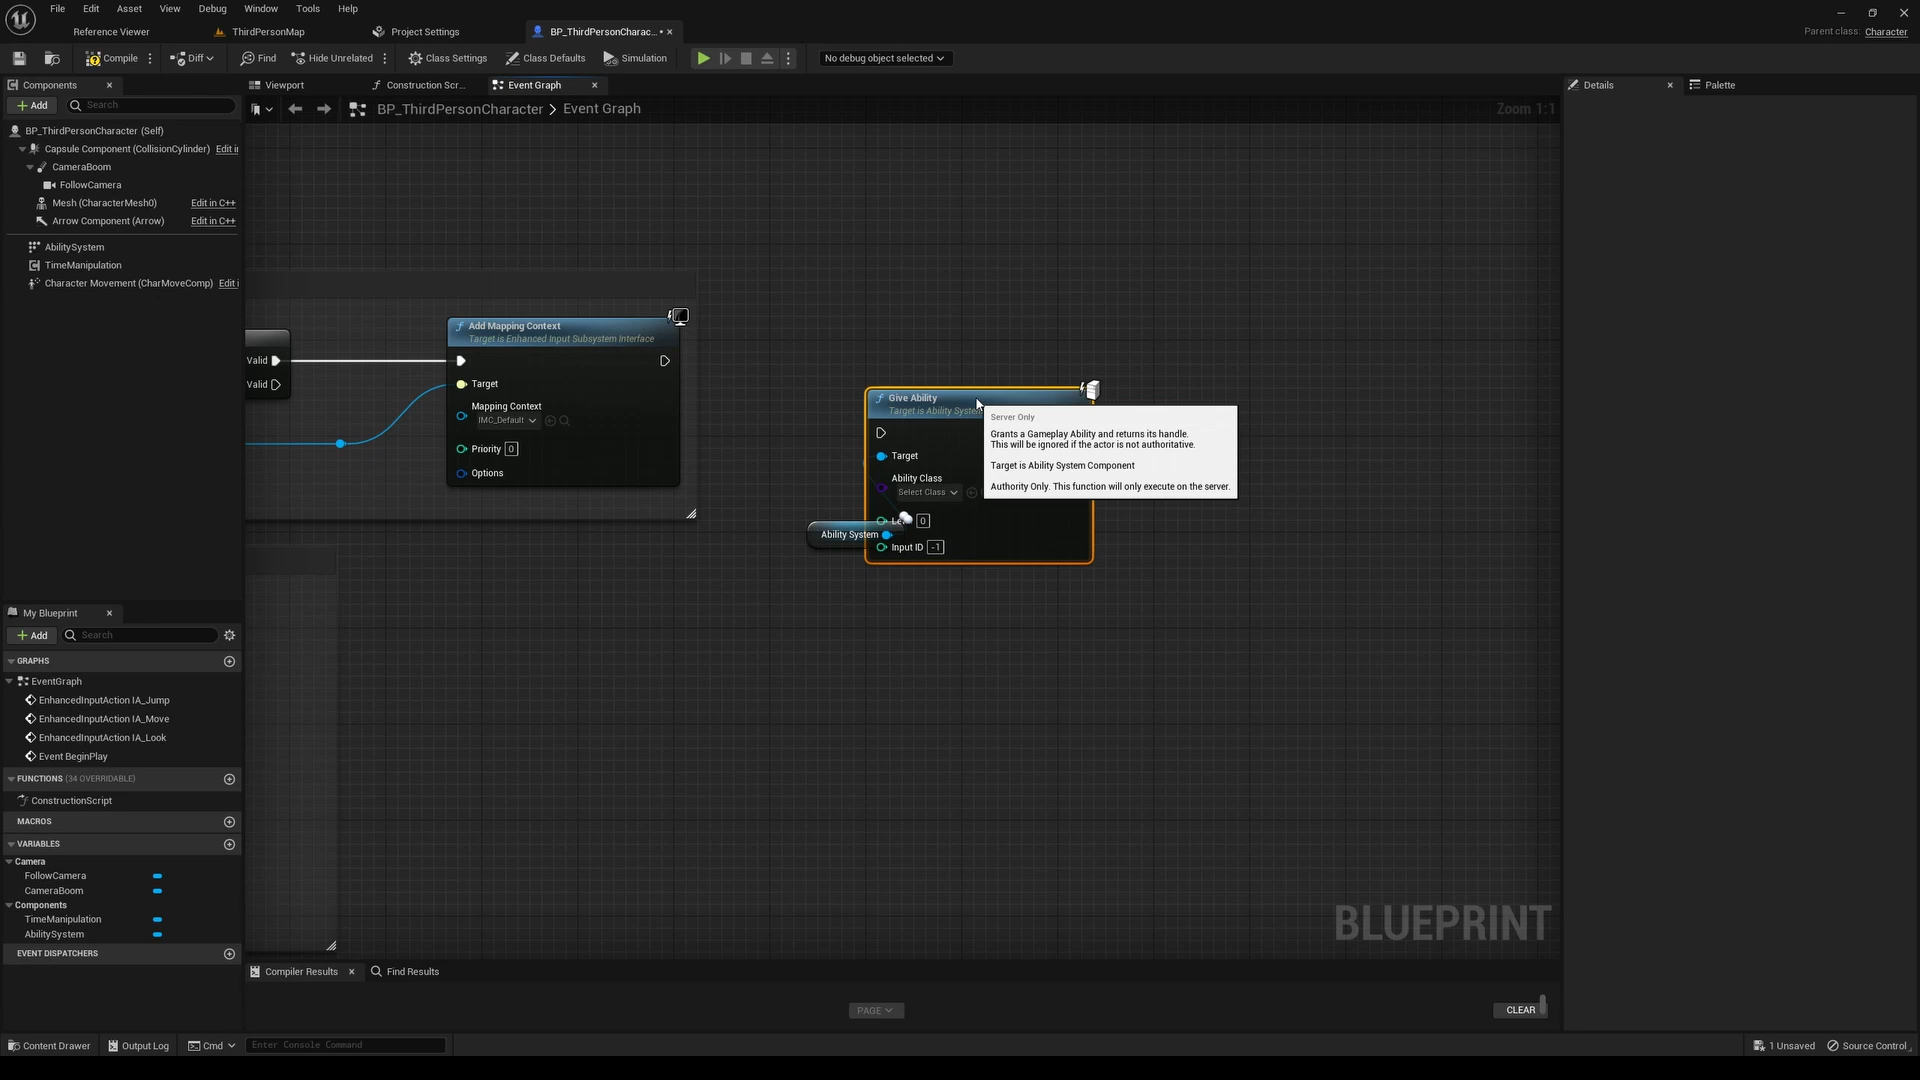 File Edit Asset View Debug Window Tools Help
Reference Viewer ThirdPersonMap Project Settings BP_ThirdPersonCharac... •
Parent class: Character
Compile Diff Find Hide Unrelated Class Settings Class Defaults Simulation No debug object selected
Components Viewport Construction Scr... Event Graph Details Palette
Add Search
BP_ThirdPersonCharacter > Event Graph
Zoom 1:1
BP_ThirdPersonCharacter (Self)
Capsule Component (CollisionCylinder) Edit i
CameraBoom
FollowCamera
Mesh (CharacterMesh0) Edit in C++
Arrow Component (Arrow) Edit in C++
AbilitySystem
TimeManipulation
Character Movement (CharMoveComp) Edit i
Valid
Valid
Add Mapping Context
Target is Enhanced Input Subsystem Interface
Target
Mapping Context
IMC_Default
Priority 0
Options
Give Ability
Target is Ability System
Target
Ability Class
Select Class
0
Ability System
Input ID -1
Server Only
Grants a Gameplay Ability and returns its handle.
This will be ignored if the actor is not authoritative.
Target is Ability System Component
Authority Only. This function will only execute on the server.
My Blueprint
Add Search
GRAPHS
EventGraph
EnhancedInputAction IA_Jump
EnhancedInputAction IA_Move
EnhancedInputAction IA_Look
Event BeginPlay
FUNCTIONS (34 OVERRIDABLE)
ConstructionScript
MACROS
VARIABLES
Camera
FollowCamera
CameraBoom
Components
TimeManipulation
AbilitySystem
EVENT DISPATCHERS
BLUEPRINT
Compiler Results Find Results
PAGE
CLEAR
Content Drawer Output Log Cmd Enter Console Command
1 Unsaved Source Control